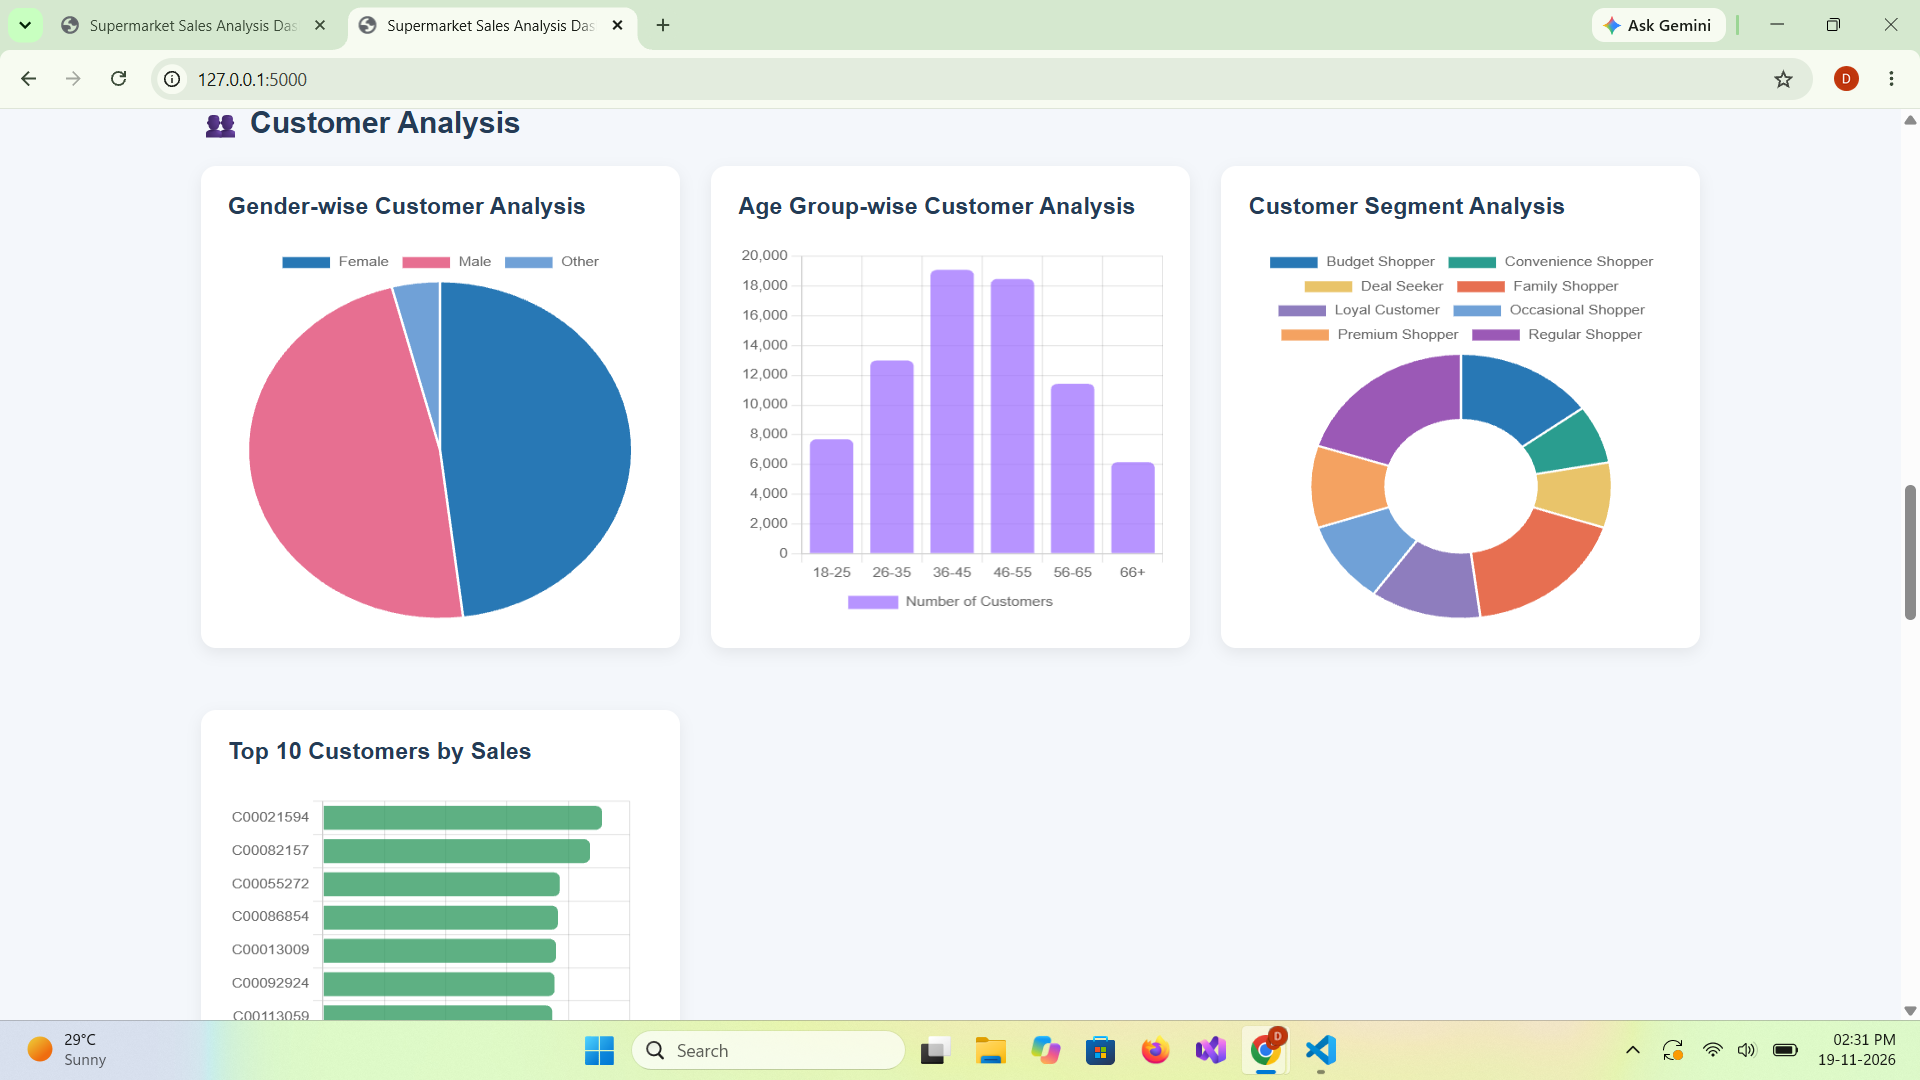 Supermarket Sales Analysis Das
Supermarket Sales Analysis Das
Ask Gemini
127.0.0.1:5000
D
Customer Analysis
Gender-wise Customer Analysis
Female Male Other
Age Group-wise Customer Analysis
20,000
18,000
16,000
14,000
12,000
10,000
8,000
6,000
4,000
2,000
0
18-25 26-35 36-45 46-55 56-65 66+
Number of Customers
Customer Segment Analysis
Budget Shopper Convenience Shopper
Deal Seeker Family Shopper
Loyal Customer Occasional Shopper
Premium Shopper Regular Shopper
Top 10 Customers by Sales
C00021594
C00082157
C00055272
C00086854
C00013009
C00092924
C00113059
29°C
Sunny
Search
D
02:31 PM
19-11-2026